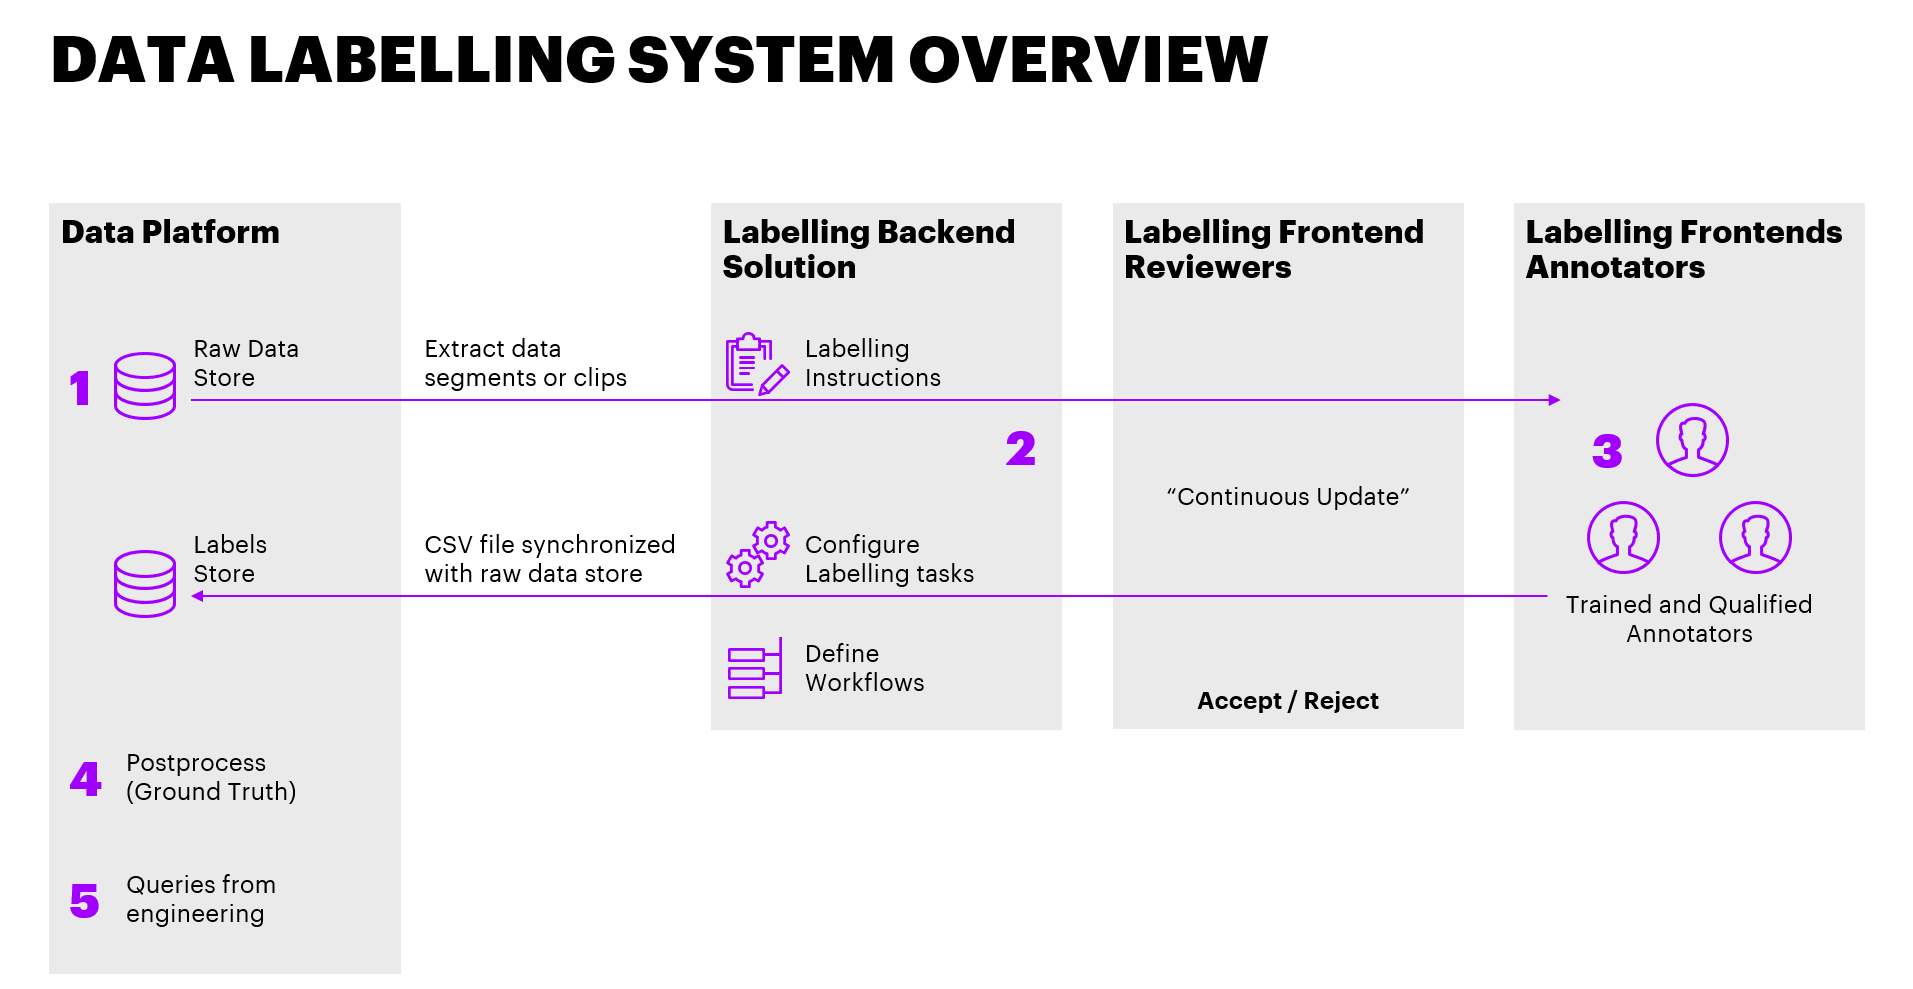 DATA LABELLING SYSTEM OVERVIEW
Data Platform
1
Raw Data
Store
Labels
Store
4
Postprocess
(Ground Truth)
5
Queries from
engineering
Extract data
segments or clips
CSV file synchronized
with raw data store
Labelling Backend
Solution
Labelling
Instructions
2
Configure
Labelling tasks
Define
Workflows
Labelling Frontend
Reviewers
“Continuous Update”
Accept / Reject
Labelling Frontends
Annotators
3
Trained and Qualified
Annotators